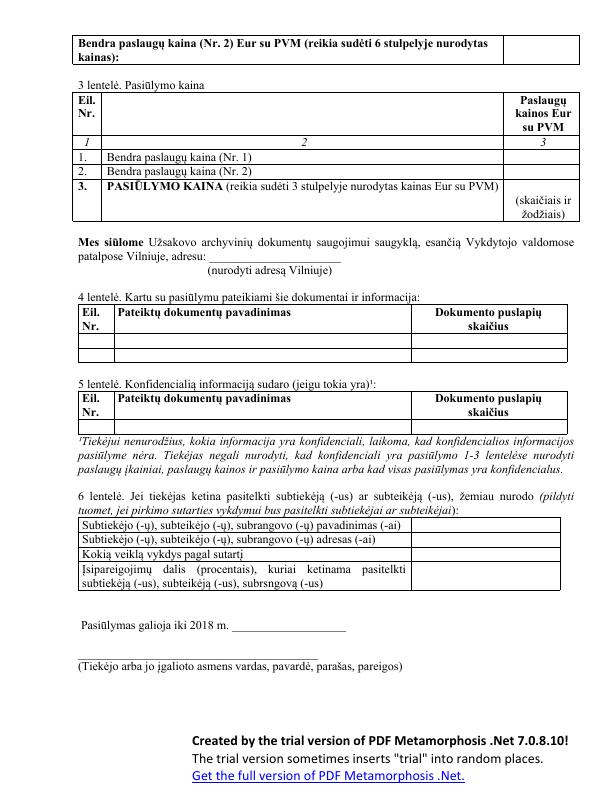 Bendra paslaugų kaina (Nr. 2) Eur su PVM (reikia sudėti 6 stulpelyje nurodytas
kainas):
3 lentelė. Pasiūlymo kaina
Eil.
Nr.
Paslaugų
kainos Eur
su PVM
1 2 3
1. Bendra paslaugų kaina (Nr. 1)
2. Bendra paslaugų kaina (Nr. 2)
3. PASIŪLYMO KAINA (reikia sudėti 3 stulpelyje nurodytas kainas Eur su PVM)
(skaičiais ir
žodžiais)
Mes siūlome Užsakovo archyvinių dokumentų saugojimui saugyklą, esančią Vykdytojo valdomose
patalpose Vilniuje, adresu: ______________________
(nurodyti adresą Vilniuje)
4 lentelė. Kartu su pasiūlymu pateikiami šie dokumentai ir informacija:
Eil.
Nr.
Pateiktų dokumentų pavadinimas
Dokumento puslapių
skaičius
5 lentelė. Konfidencialią informaciją sudaro (jeigu tokia yra)¹:
Eil.
Nr.
Pateiktų dokumentų pavadinimas
Dokumento puslapių
skaičius
¹Tiekėjui nenurodžius, kokia informacija yra konfidenciali, laikoma, kad konfidencialios informacijos
pasiūlyme nėra. Tiekėjas negali nurodyti, kad konfidenciali yra pasiūlymo 1-3 lentelėse nurodyti
paslaugų įkainiai, paslaugų kainos ir pasiūlymo kaina arba kad visas pasiūlymas yra konfidencialus.
6 lentelė. Jei tiekėjas ketina pasitelkti subtiekėją (-us) ar subteikėją (-us), žemiau nurodo (pildyti
tuomet, jei pirkimo sutarties vykdymui bus pasitelkti subtiekėjai ar subteikėjai):
Subtiekėjo (-ų), subteikėjo (-ų), subrangovo (-ų) pavadinimas (-ai)
Subtiekėjo (-ų), subteikėjo (-ų), subrangovo (-ų) adresas (-ai)
Kokią veiklą vykdys pagal sutartį
Įsipareigojimų dalis (procentais), kuriai ketinama pasitelkti
subtiekėją (-us), subteikėją (-us), subrsngovą (-us)
Pasiūlymas galioja iki 2018 m. ___________________
________________________________________
(Tiekėjo arba jo įgalioto asmens vardas, pavardė, parašas, pareigos)
Created by the trial version of PDF Metamorphosis .Net 7.0.8.10!
The trial version sometimes inserts "trial" into random places.
Get the full version of PDF Metamorphosis .Net.